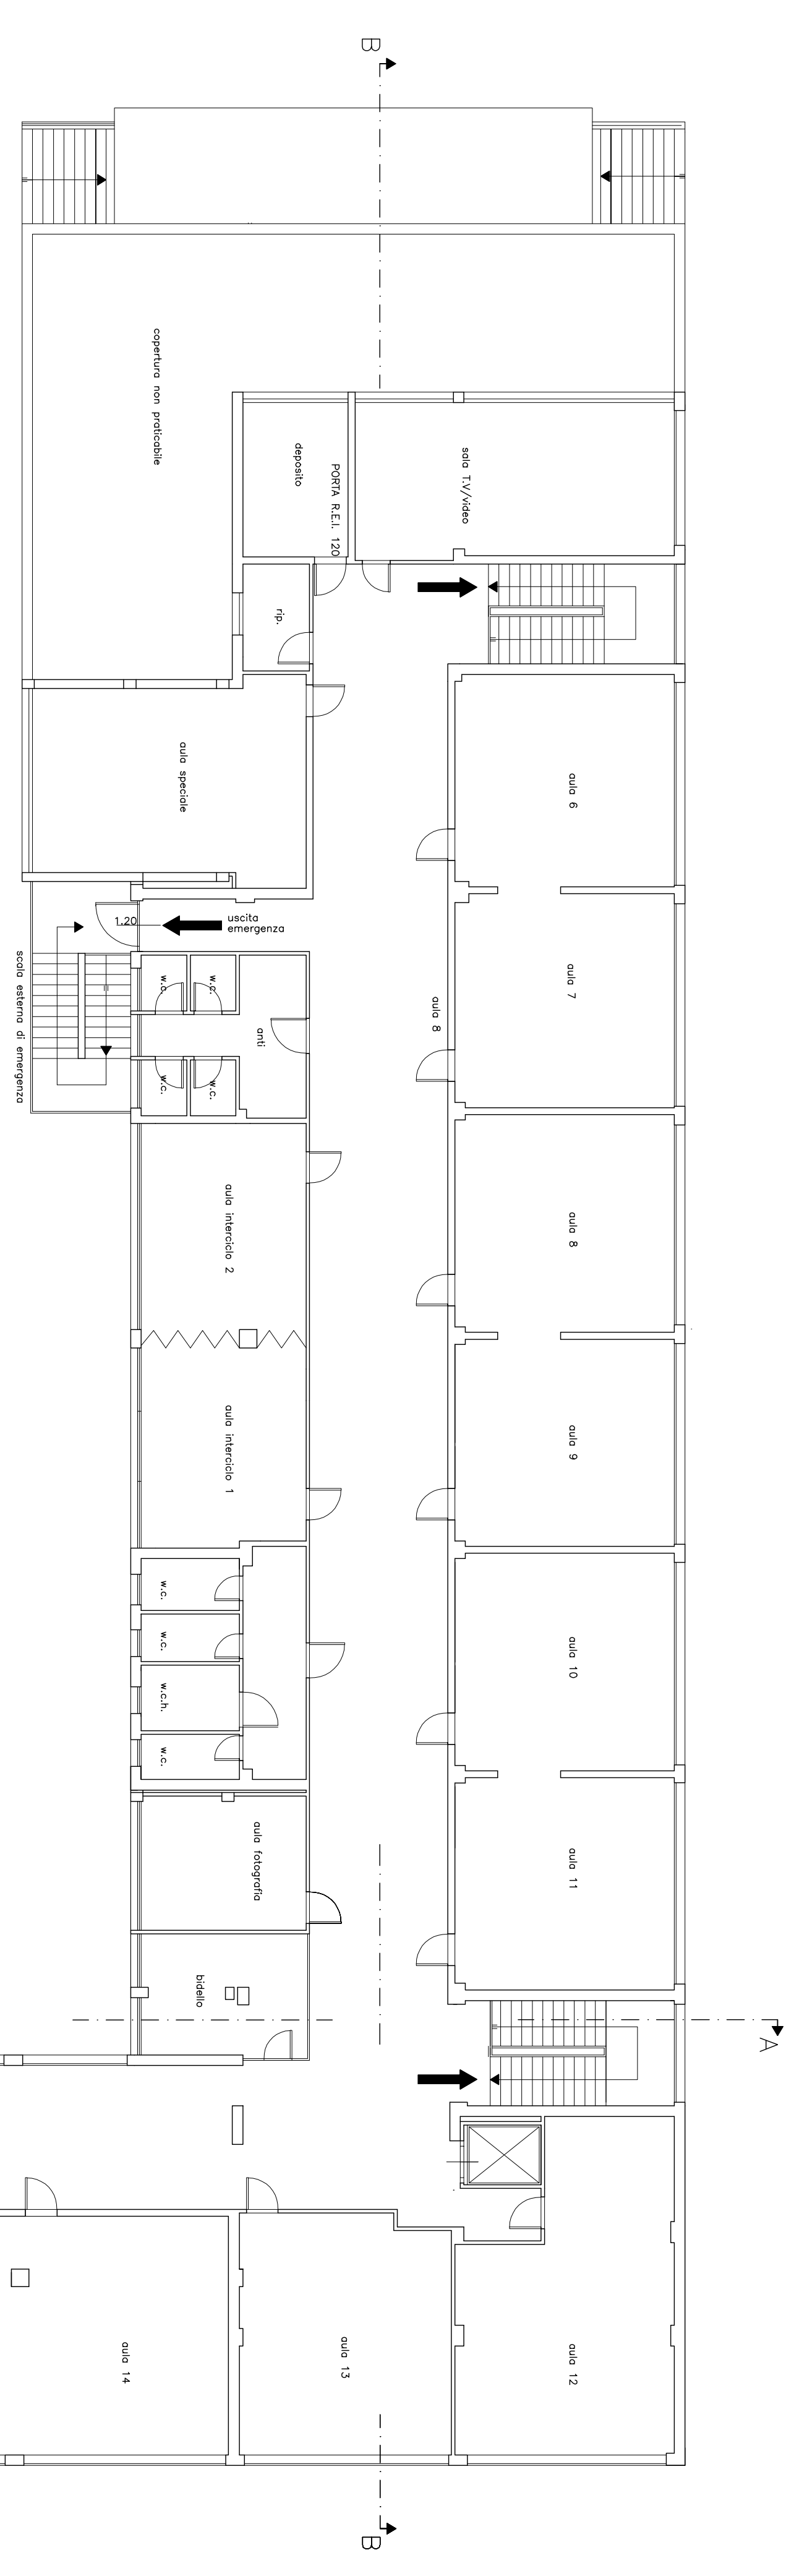 B
copertura non praticabile
deposito
PORTA R.E.I. 120
sala T.V/video
rip.
aula speciale
aula 6
1.20
uscita
emergenza
scala esterna di emergenza
w.c.
w.c.
anti
w.c.
w.c.
aula 8
aula 7
aula interciclo 2
aula 8
aula interciclo 1
aula 9
w.c.
w.c.
w.c.h.
w.c.
aula 10
aula fotografia
aula 11
bidello
A
aula 14
aula 13
aula 12
B